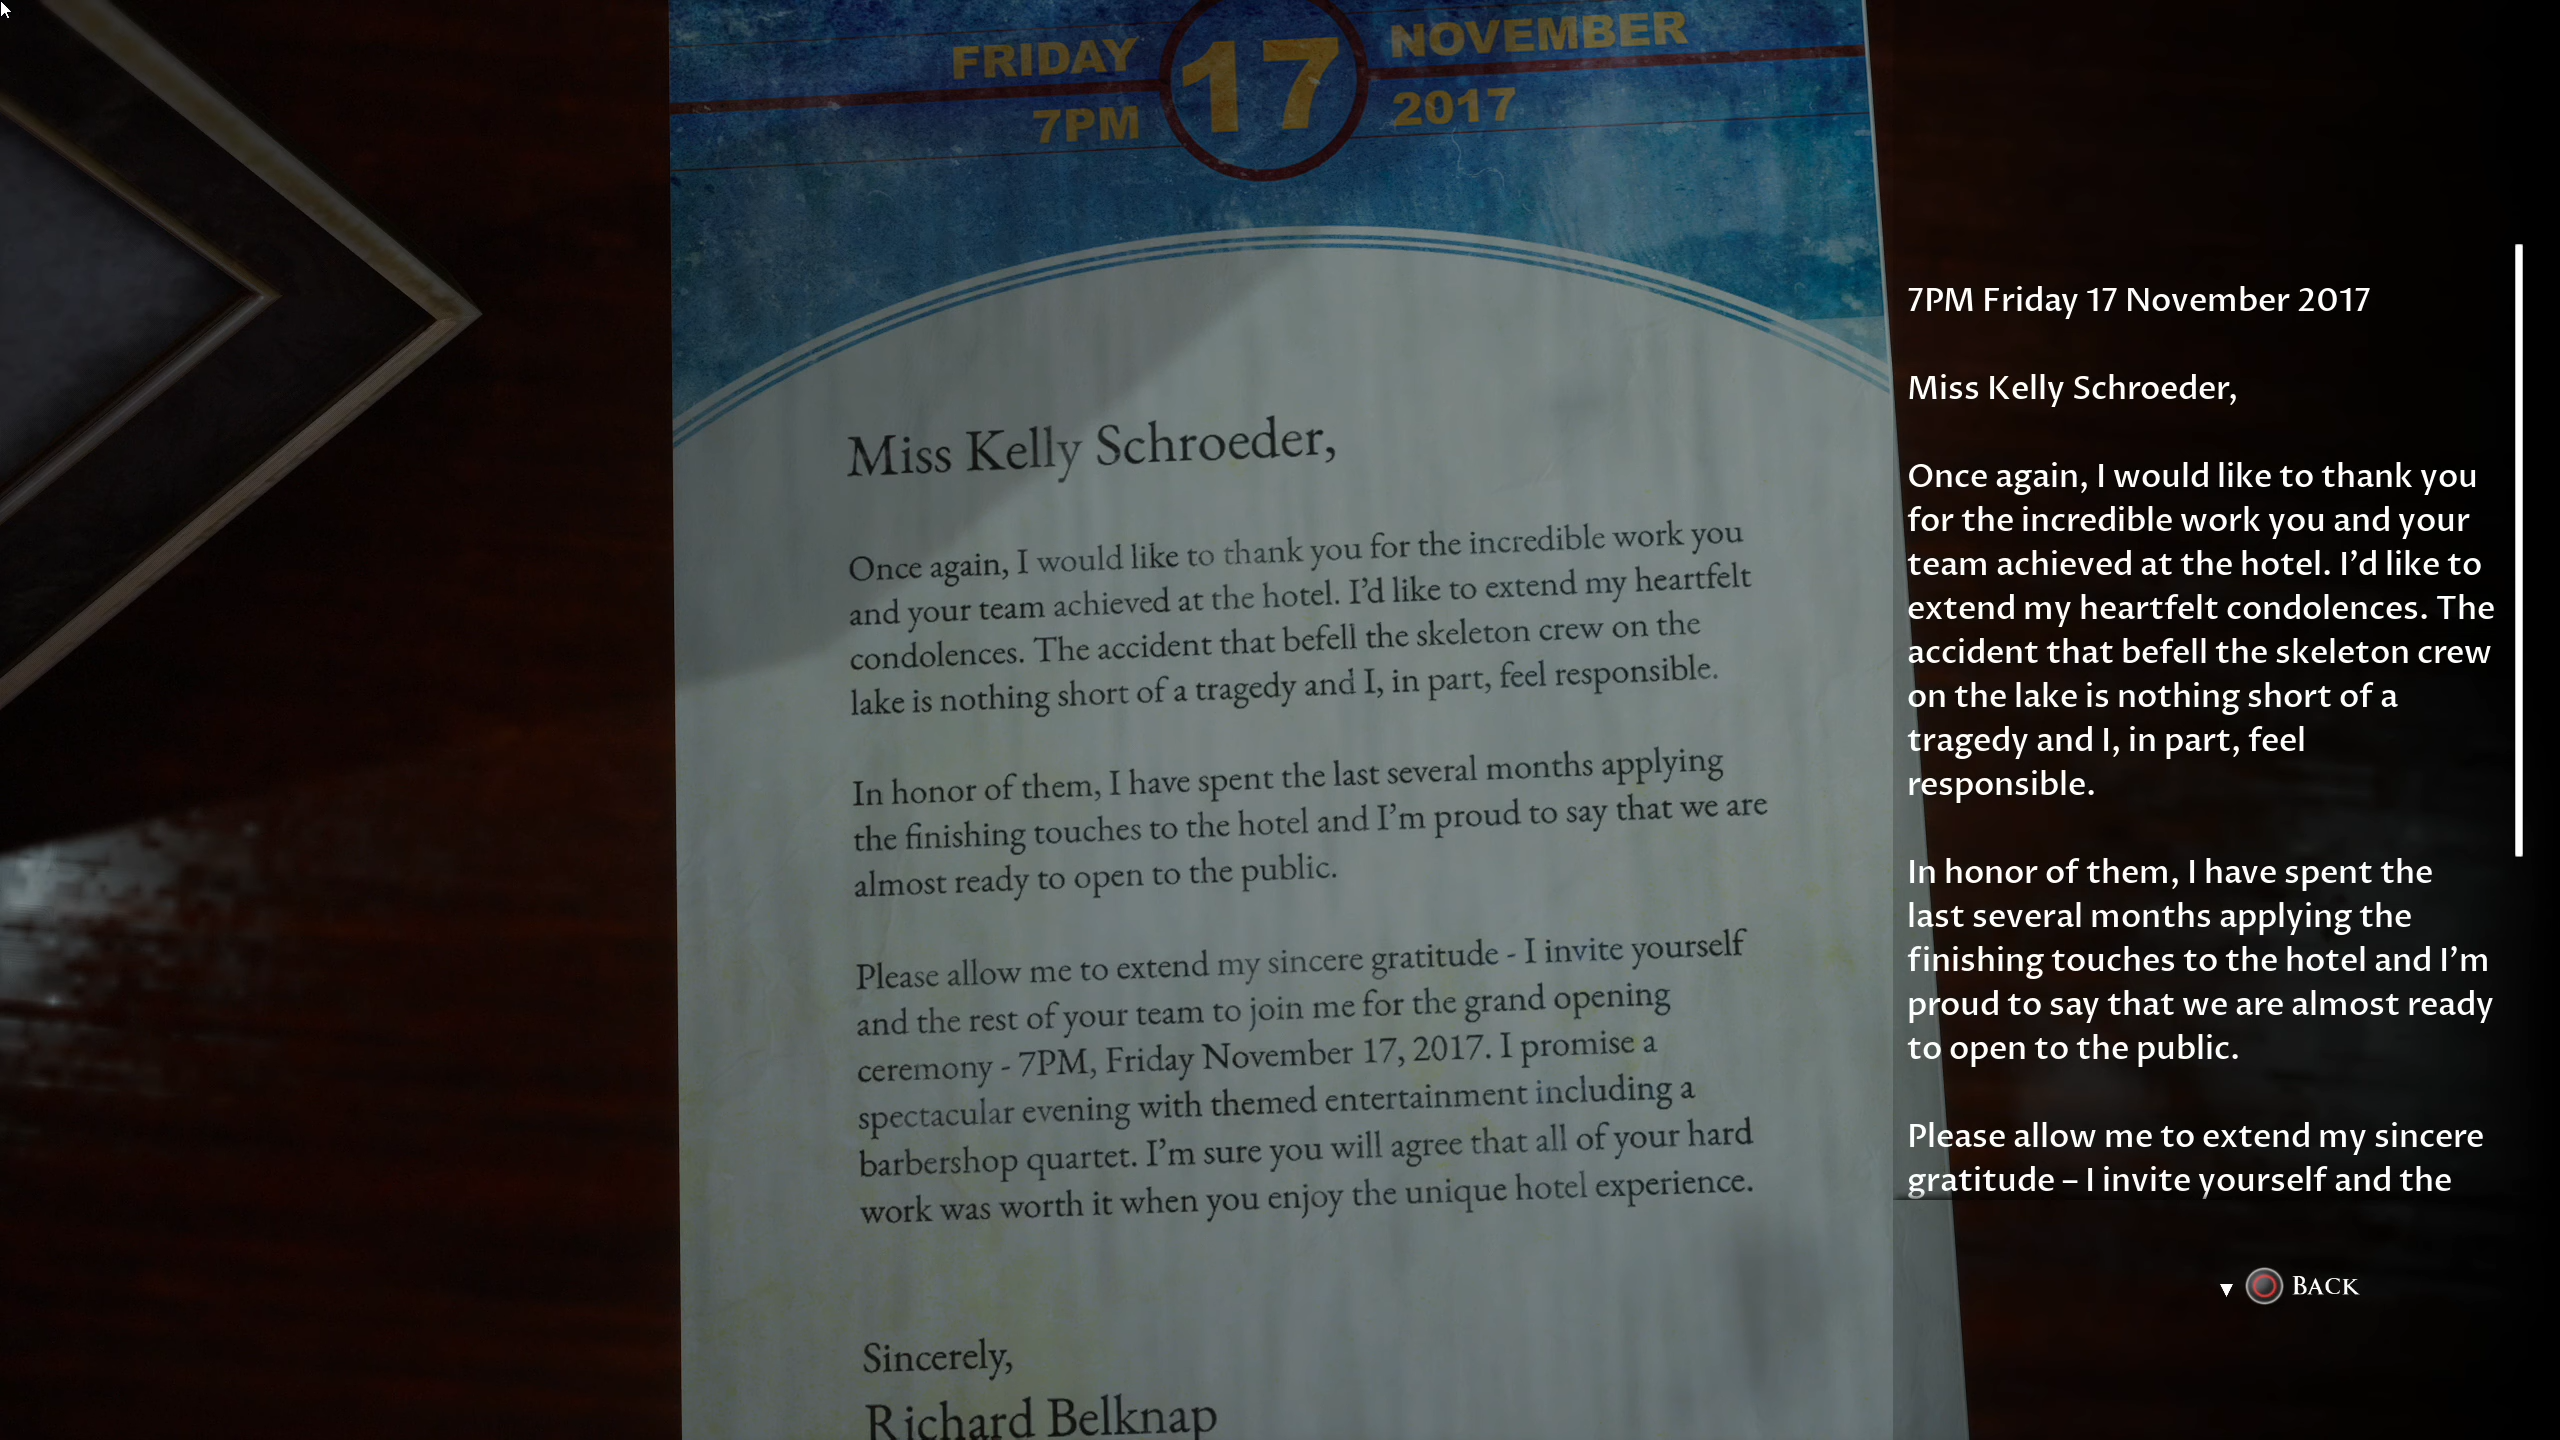 FRIDAY 17 NOVEMBER
7PM 2017
Miss Kelly Schroeder,
Once again, I would like to thank you for the incredible work you
and your team achieved at the hotel. I'd like to extend my heartfelt
condolences. The accident that befell the skeleton crew on the
lake is nothing short of a tragedy and I, in part, feel responsible.
In honor of them, I have spent the last several months applying
the finishing touches to the hotel and I'm proud to say that we are
almost ready to open to the public.
Please allow me to extend my sincere gratitude - I invite yourself
and the rest of your team to join me for the grand opening
ceremony - 7PM, Friday November 17, 2017. I promise a
spectacular evening with themed entertainment including a
barbershop quartet. I'm sure you will agree that all of your hard
work was worth it when you enjoy the unique hotel experience.
Sincerely,
Richard Belknap
7PM Friday 17 November 2017
Miss Kelly Schroeder,
Once again, I would like to thank you
for the incredible work you and your
team achieved at the hotel. I'd like to
extend my heartfelt condolences. The
accident that befell the skeleton crew
on the lake is nothing short of a
tragedy and I, in part, feel
responsible.
In honor of them, I have spent the
last several months applying the
finishing touches to the hotel and I'm
proud to say that we are almost ready
to open to the public.
Please allow me to extend my sincere
gratitude – I invite yourself and the
BACK